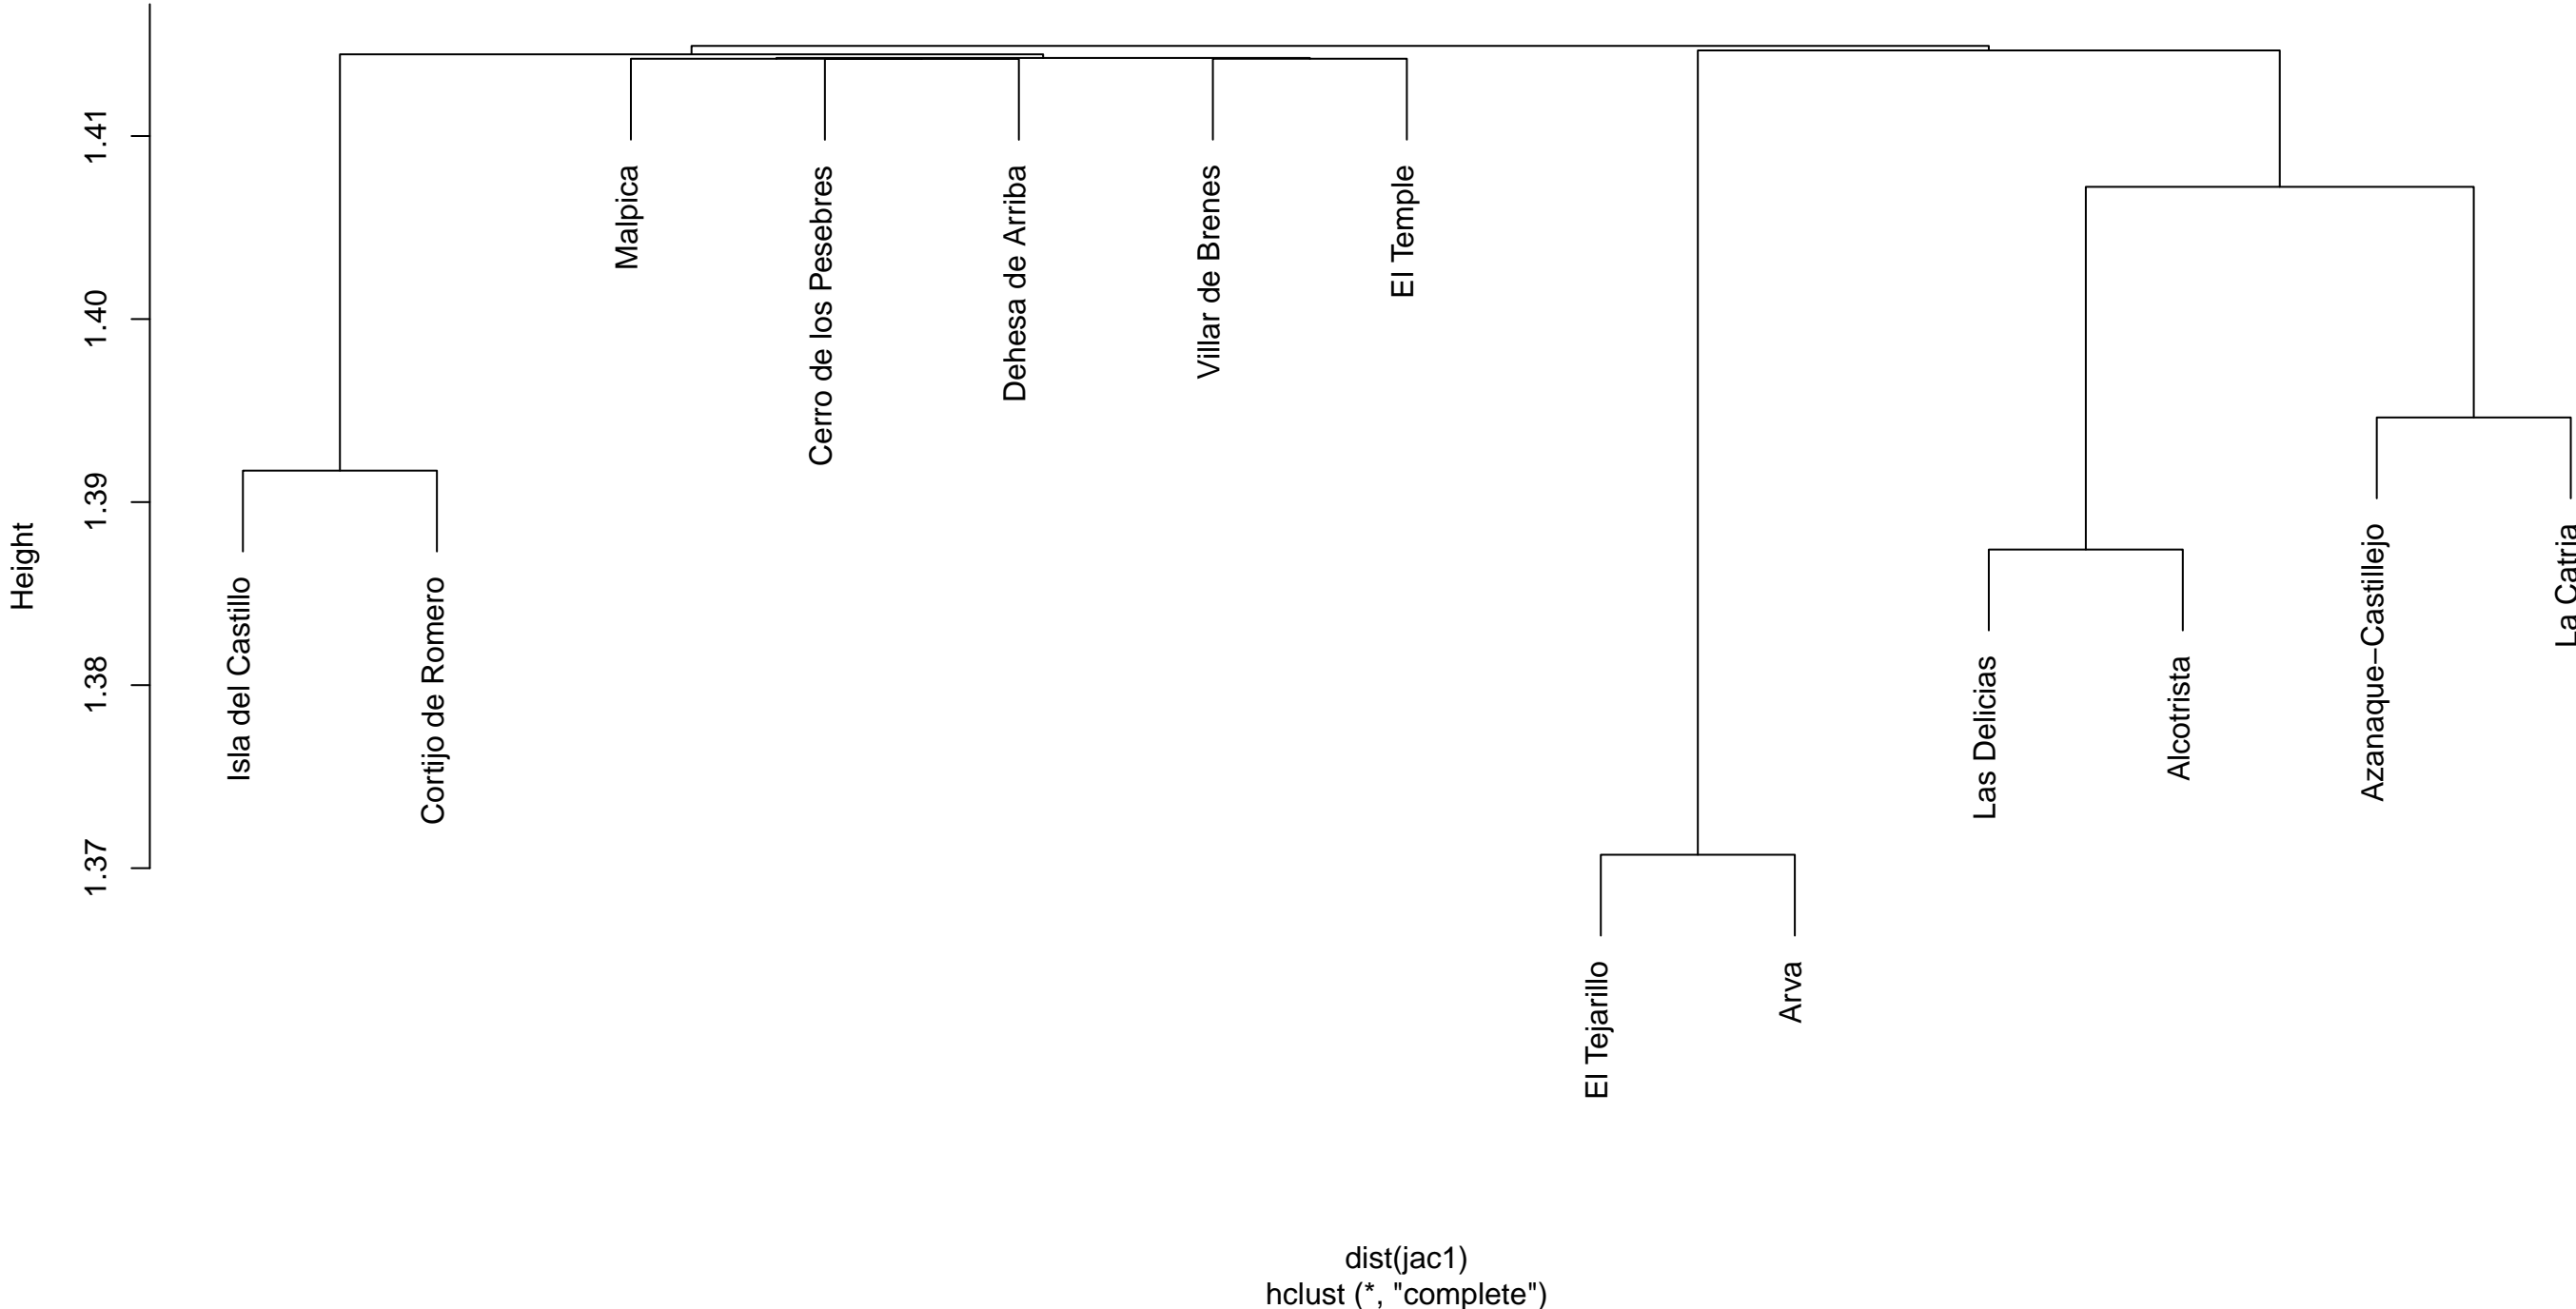 Height
1.41
1.40
1.39
1.38
1.37
Isla del Castillo
Cortijo de Romero
Malpica
Cerro de los Pesebres
Dehesa de Arriba
Villar de Brenes
El Temple
El Tejarillo
Arva
Las Delicias
Alcotrista
Azanaque−Castillejo
La Catria
dist(jac1)
hclust (*, "complete")